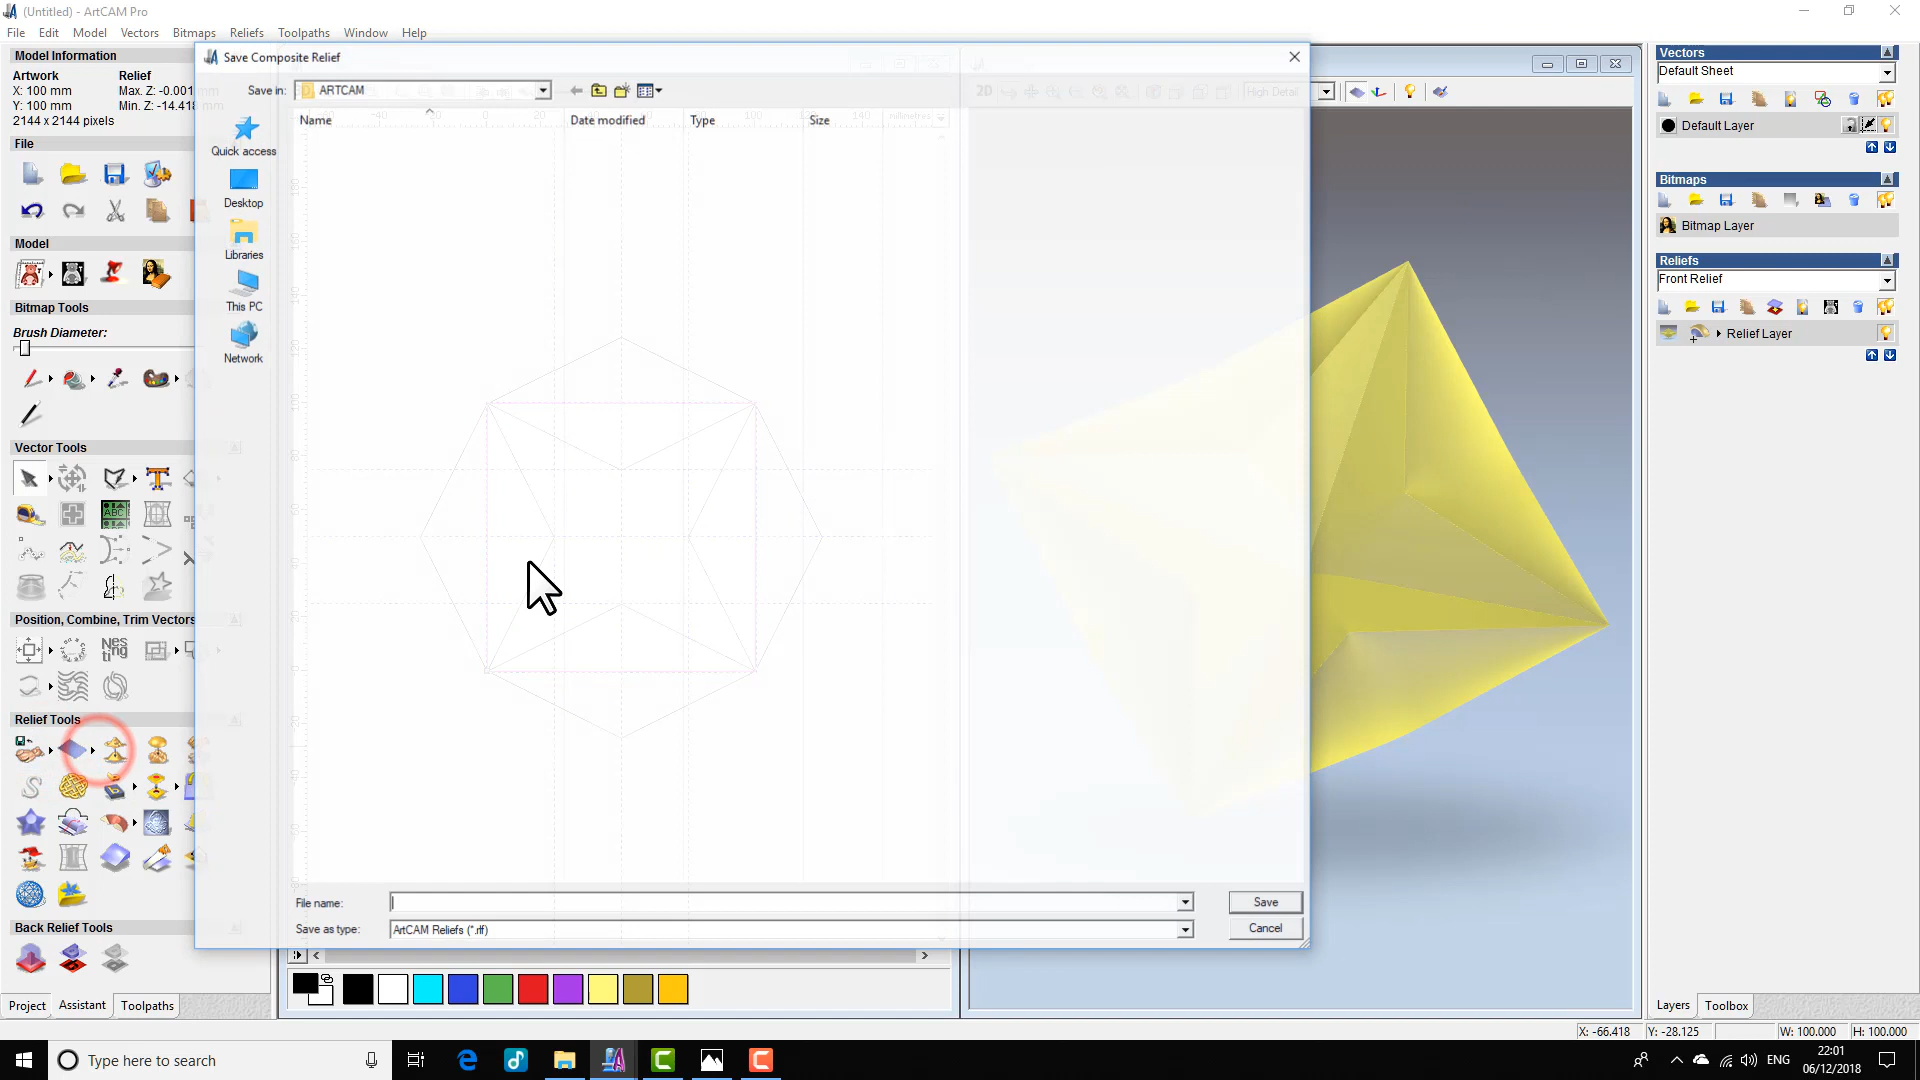 (Untitled) - ArtCAM Pro
File Edit Model Vectors Bitmaps Reliefs Toolpaths Window Help
Model Information
Artwork Relief
X: 100 mm Max. Z: -0.001
Y: 100 mm Min. Z: -14.418 mm
2144 x 2144 pixels
File
Model
Bitmap Tools
Brush Diameter:
Vector Tools
Position, Combine, Trim Vectors
Relief Tools
Back Relief Tools
Project Assistant Toolpaths
Save Composite Relief
Save in: ARTCAM
Name Date modified Type Size
Quick access
Desktop
Libraries
This PC
Network
File name:
Save as type: ArtCAM Reliefs (*.rlf)
Save
Cancel
2D
High Detail
millimetres
Vectors
Default Sheet
Default Layer
Bitmaps
Bitmap Layer
Reliefs
Front Relief
Relief Layer
Layers Toolbox
X: -66.418 Y: -28.125 W: 100.000 H: 100.000
Type here to search
ENG
22:01
06/12/2018